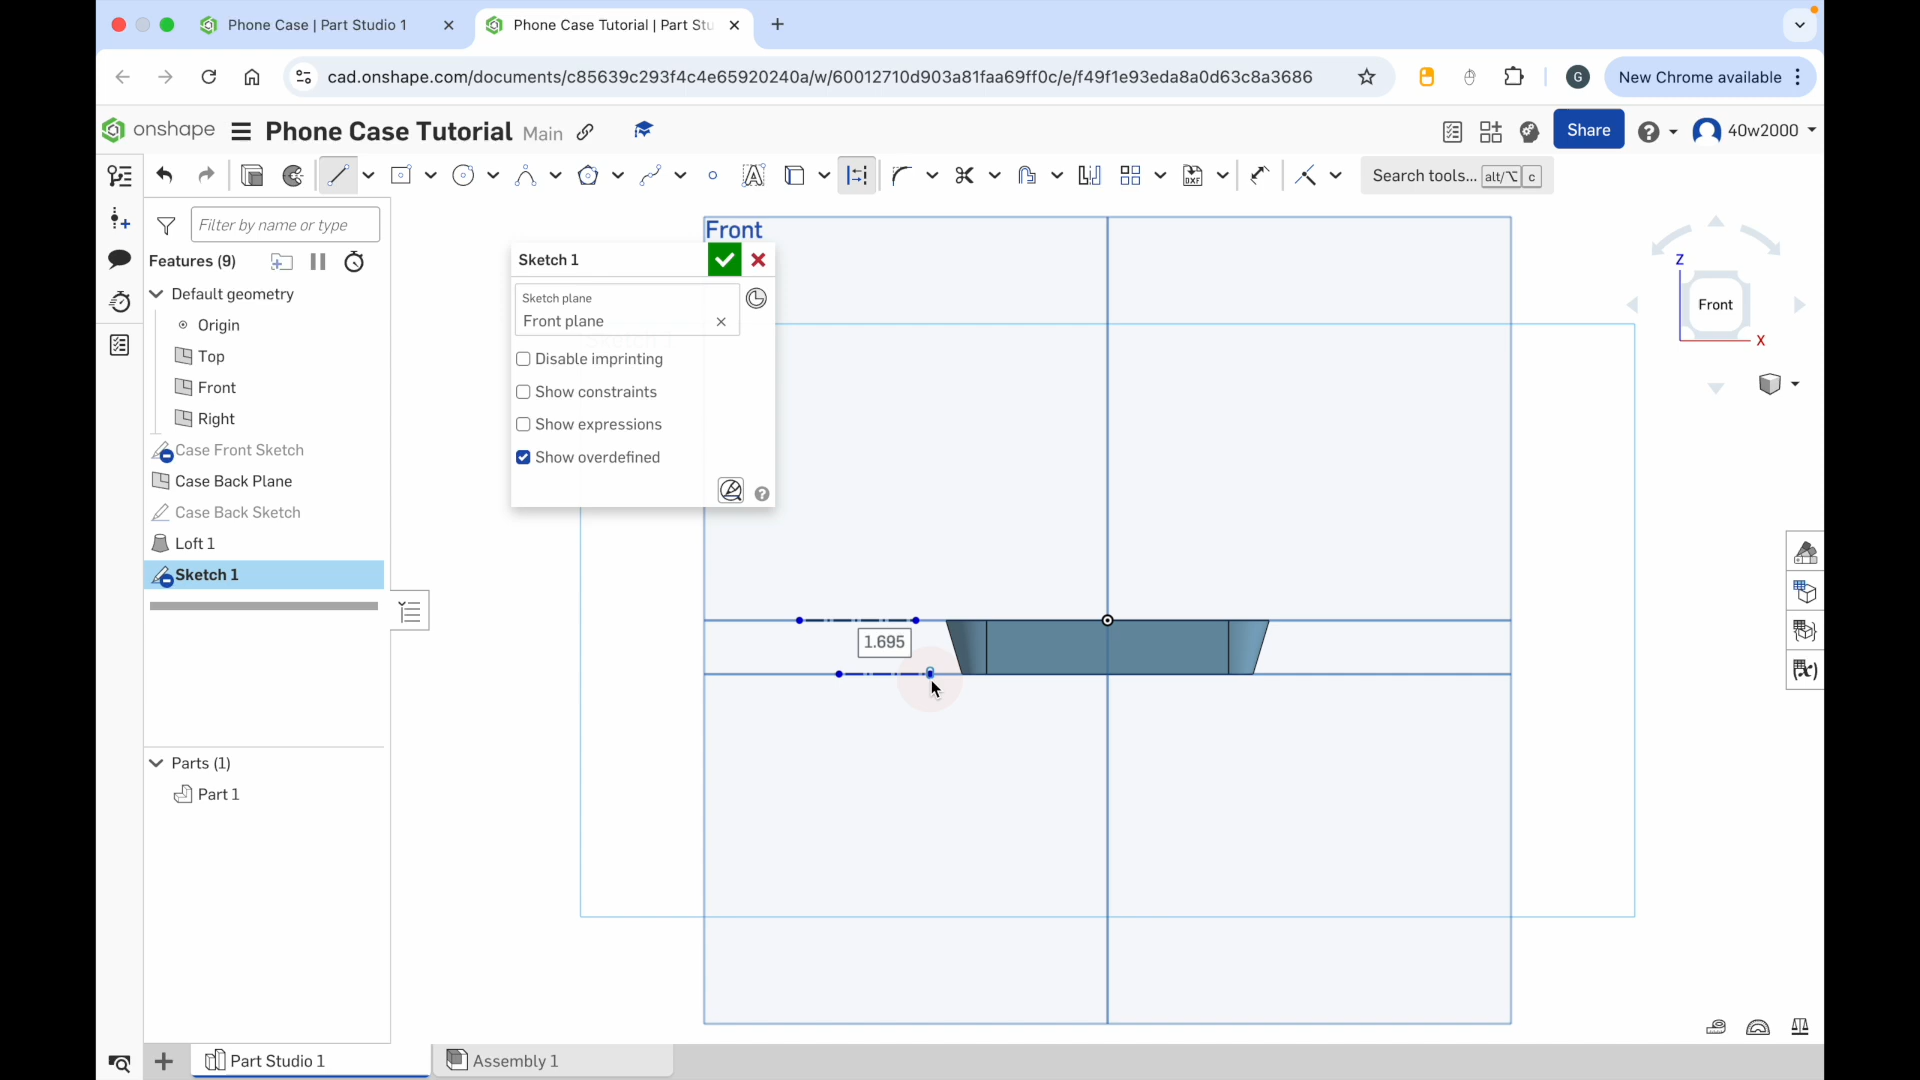 Phone Case | Part Studio 1
Phone Case Tutorial | Part Stu
cad.onshape.com/documents/c85639c293f4c4e65920240a/w/60012710d903a81faa69ff0c/e/f49f1e93eda8a0d63c8a3686
G
New Chrome available
onshape
Phone Case Tutorial
Main
Share
40w2000
Search tools... alt/⌥ c
Filter by name or type
Features (9)
Default geometry
Origin
Top
Front
Right
Case Front Sketch
Case Back Plane
Case Back Sketch
Loft 1
Sketch 1
Parts (1)
Part 1
Front
Sketch 1
Sketch plane
Front plane
Disable imprinting
Show constraints
Show expressions
Show overdefined
1.695
Z
Front
X
Part Studio 1
Assembly 1